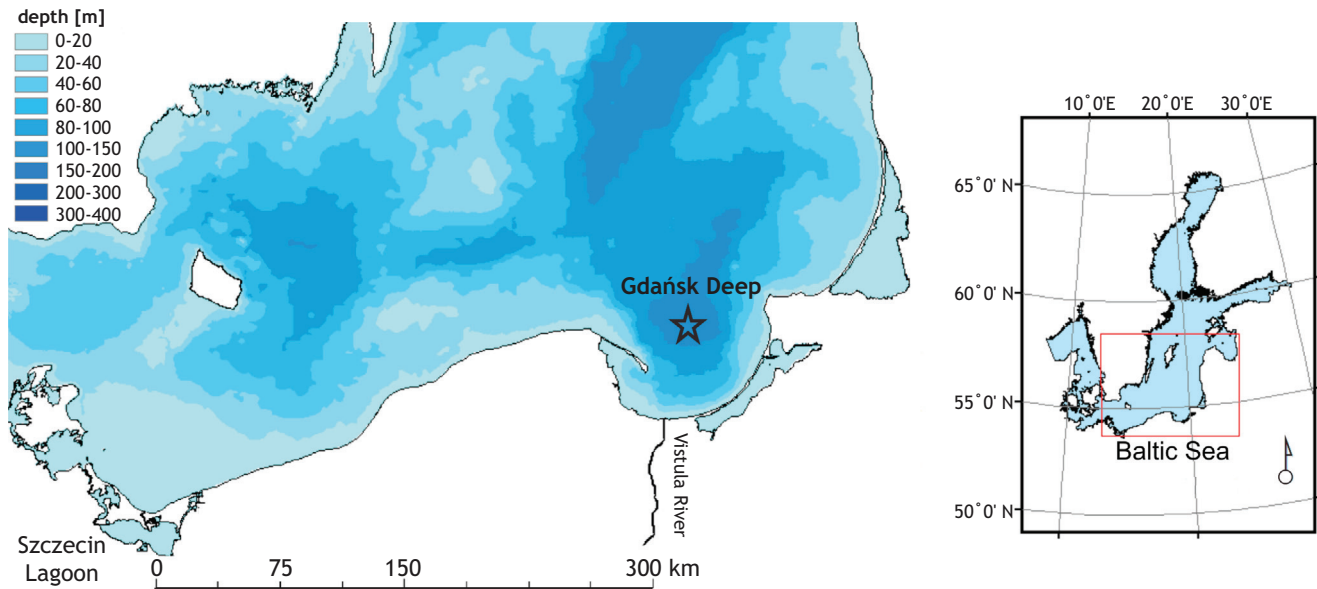 depth [m]
0-20
20-40
40-60
60-80
80-100
100-150
150-200
200-300
300-400
Gdańsk Deep
Vistula River
Szczecin
Lagoon
0 75 150 300 km
10˚0'E 20˚0'E 30˚0'E
65˚0' N
60˚0' N
55˚0' N
50˚0' N
Baltic Sea